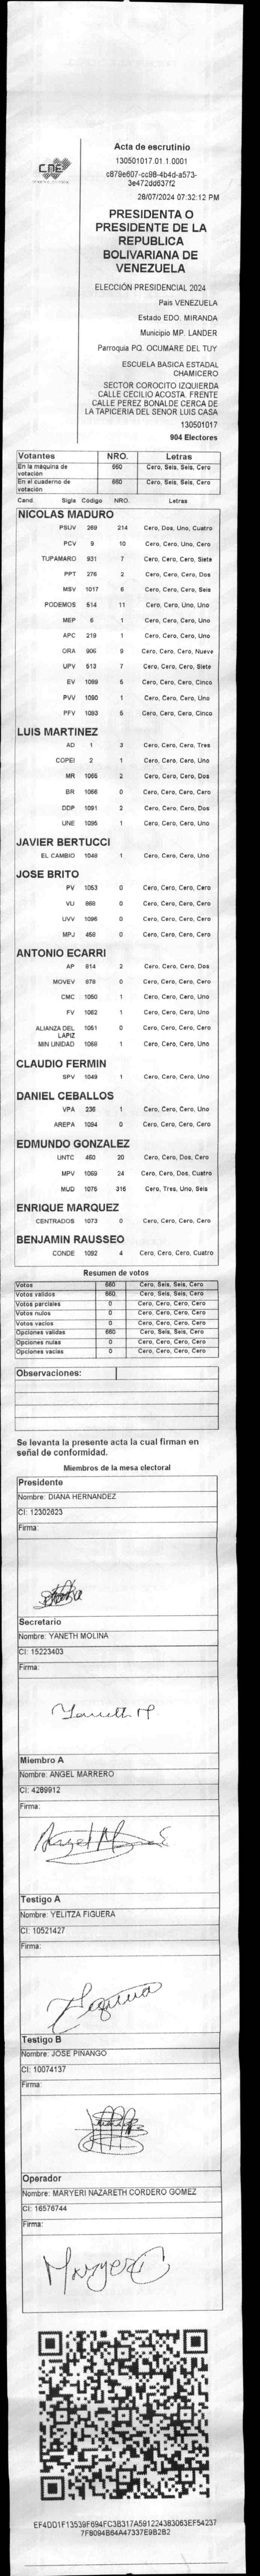 CNE
Acta de escrutinio
130501017.01.1.0001
c879e607-cc98-4b4d-a573-
3e472dd637f2
28/07/2024 07:32:12 PM
PRESIDENTA O
PRESIDENTE DE LA
REPUBLICA
BOLIVARIANA DE
VENEZUELA
ELECCIÓN PRESIDENCIAL 2024
Pais VENEZUELA
Estado EDO. MIRANDA
Municipio MP. LANDER
Parroquia PQ. OCUMARE DEL TUY
ESCUELA BASICA ESTADAL
CHAMICERO
SECTOR COROCITO IZQUIERDA
CALLE CECILIO ACOSTA. FRENTE
CALLE PEREZ BONALDE CERCA DE
LA TAPICERIA DEL SENOR LUIS CASA
130501017
904 Electores
Votantes NRO. Letras
En la máquina de votación 660 Cero, Seis, Seis, Cero
En el cuaderno de votación 660 Cero, Seis, Seis, Cero
Cand. Sigla Código NRO. Letras
NICOLAS MADURO
PSUV 269 214 Cero, Dos, Uno, Cuatro
PCV 9 10 Cero, Cero, Uno, Cero
TUPAMARO 931 7 Cero, Cero, Cero, Siete
PPT 276 2 Cero, Cero, Cero, Dos
MSV 1017 6 Cero, Cero, Cero, Seis
PODEMOS 514 11 Cero, Cero, Uno, Uno
MEP 6 1 Cero, Cero, Cero, Uno
APC 219 1 Cero, Cero, Cero, Uno
ORA 906 9 Cero, Cero, Cero, Nueve
UPV 513 7 Cero, Cero, Cero, Siete
EV 1089 5 Cero, Cero, Cero, Cinco
PVV 1090 1 Cero, Cero, Cero, Uno
PFV 1093 5 Cero, Cero, Cero, Cinco
LUIS MARTINEZ
AD 1 3 Cero, Cero, Cero, Tres
COPEI 2 1 Cero, Cero, Cero, Uno
MR 1065 2 Cero, Cero, Cero, Dos
BR 1066 0 Cero, Cero, Cero, Cero
DDP 1091 2 Cero, Cero, Cero, Dos
UNE 1095 1 Cero, Cero, Cero, Uno
JAVIER BERTUCCI
EL CAMBIO 1048 1 Cero, Cero, Cero, Uno
JOSE BRITO
PV 1053 0 Cero, Cero, Cero, Cero
VU 868 0 Cero, Cero, Cero, Cero
UVV 1096 0 Cero, Cero, Cero, Cero
MPJ 458 0 Cero, Cero, Cero, Cero
ANTONIO ECARRI
AP 814 2 Cero, Cero, Cero, Dos
MOVEV 878 0 Cero, Cero, Cero, Cero
CMC 1050 1 Cero, Cero, Cero, Uno
FV 1062 1 Cero, Cero, Cero, Uno
ALIANZA DEL LAPIZ 1051 0 Cero, Cero, Cero, Cero
MIN UNIDAD 1058 1 Cero, Cero, Cero, Uno
CLAUDIO FERMIN
SPV 1049 1 Cero, Cero, Cero, Uno
DANIEL CEBALLOS
VPA 236 1 Cero, Cero, Cero, Uno
AREPA 1094 0 Cero, Cero, Cero, Cero
EDMUNDO GONZALEZ
UNTC 460 20 Cero, Cero, Dos, Cero
MPV 1069 24 Cero, Cero, Dos, Cuatro
MUD 1075 316 Cero, Tres, Uno, Seis
ENRIQUE MARQUEZ
CENTRADOS 1073 0 Cero, Cero, Cero, Cero
BENJAMIN RAUSSEO
CONDE 1092 4 Cero, Cero, Cero, Cuatro
Resumen de votos
Votos 660 Cero, Seis, Seis, Cero
Votos validos 660 Cero, Seis, Seis, Cero
Votos parciales 0 Cero, Cero, Cero, Cero
Votos nulos 0 Cero, Cero, Cero, Cero
Votos vacios 0 Cero, Cero, Cero, Cero
Opciones validas 660 Cero, Seis, Seis, Cero
Opciones nulas 0 Cero, Cero, Cero, Cero
Opciones vacias 0 Cero, Cero, Cero, Cero
Observaciones:
Se levanta la presente acta la cual firman en
señal de conformidad.
Miembros de la mesa electoral
Presidente
Nombre: DIANA HERNANDEZ
CI: 12302623
Firma:
Secretario
Nombre: YANETH MOLINA
CI: 15223403
Firma:
Yaneth M
Miembro A
Nombre: ANGEL MARRERO
CI: 4289912
Firma:
Testigo A
Nombre: YELITZA FIGUERA
CI: 10521427
Firma:
Testigo B
Nombre: JOSE PINANGO
CI: 10074137
Firma:
Operador
Nombre: MARYERI NAZARETH CORDERO GOMEZ
CI: 16576744
Firma:
Maryeri C
EF4DD1F13539F694FC3B317A591224383063EF54237
7F8094B64A47337E9B2B2